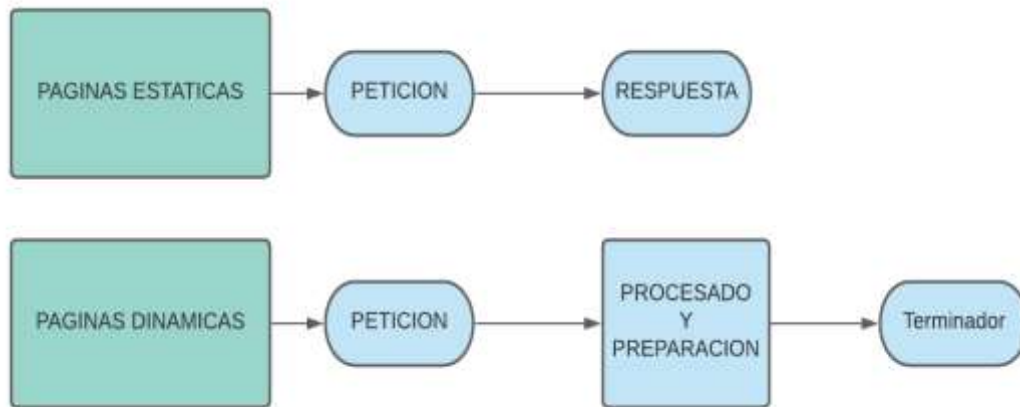 PAGINAS ESTATICAS
PETICION
RESPUESTA
PAGINAS DINAMICAS
PETICION
PROCESADO
Y
PREPARACION
Terminador